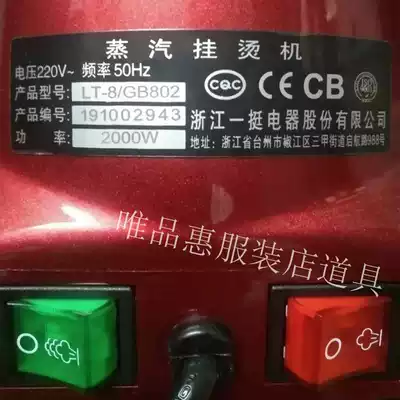 蒸汽挂烫机
电压220V~ 频率50Hz
产品型号: LT-8/GB802
产品编号: 191002943
功 率: 2000W
CQC CE CB
浙江一挺电器股份有限公司
地址: 浙江省台州市椒江区三甲街道启航路988号
唯品惠服装店道具